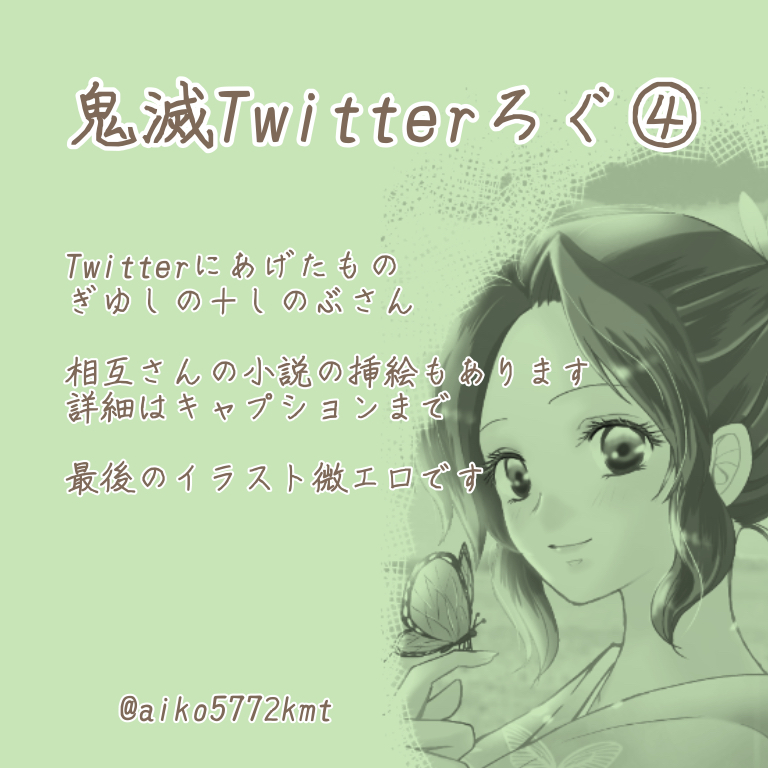 鬼滅Twitterろぐ④
Twitterにあげたもの
ぎゆしの＋しのぶさん
相互さんの小説の挿絵もあります
詳細はキャプションまで
最後のイラスト微エロです
@aiko5772kmt